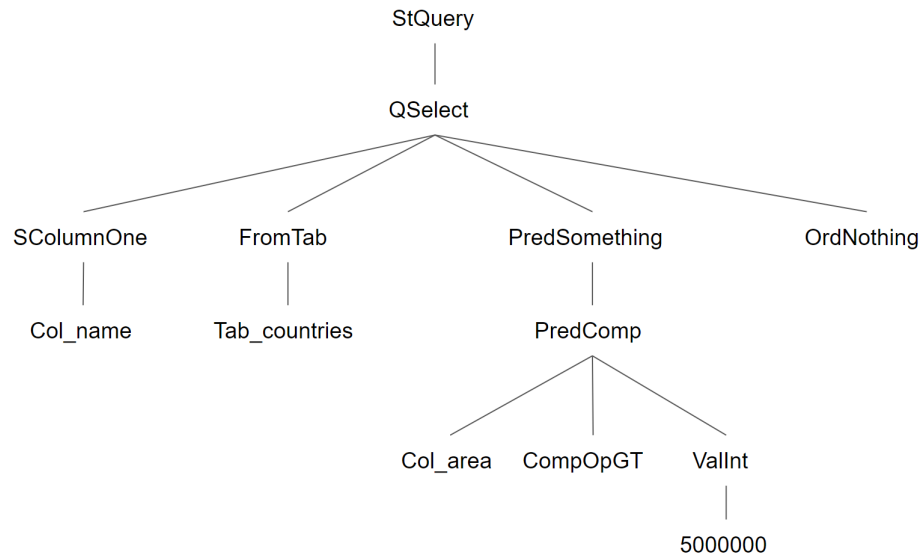 StQuery
QSelect
SColumnOne FromTab PredSomething OrdNothing
Col_name Tab_countries PredComp
Col_area CompOpGT ValInt
5000000